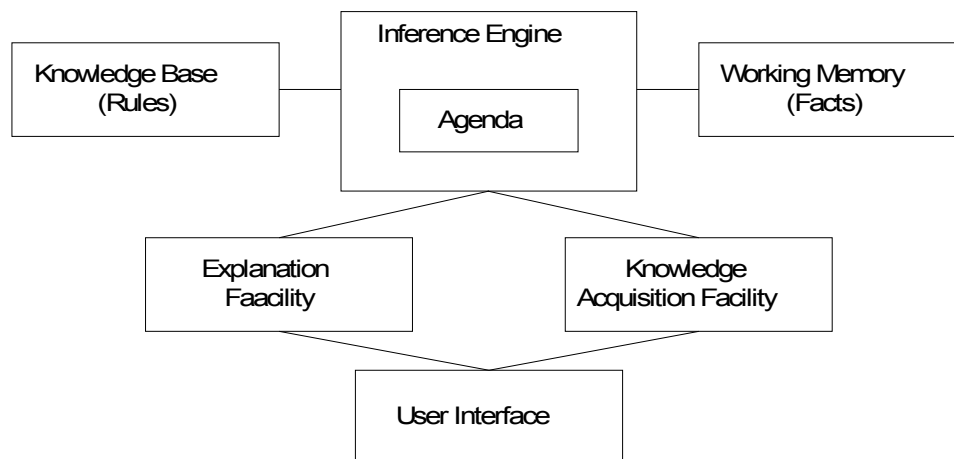 Inference Engine
Knowledge Base
(Rules)
Agenda
Working Memory
(Facts)
Explanation
Faacility
Knowledge
Acquisition Facility
User Interface